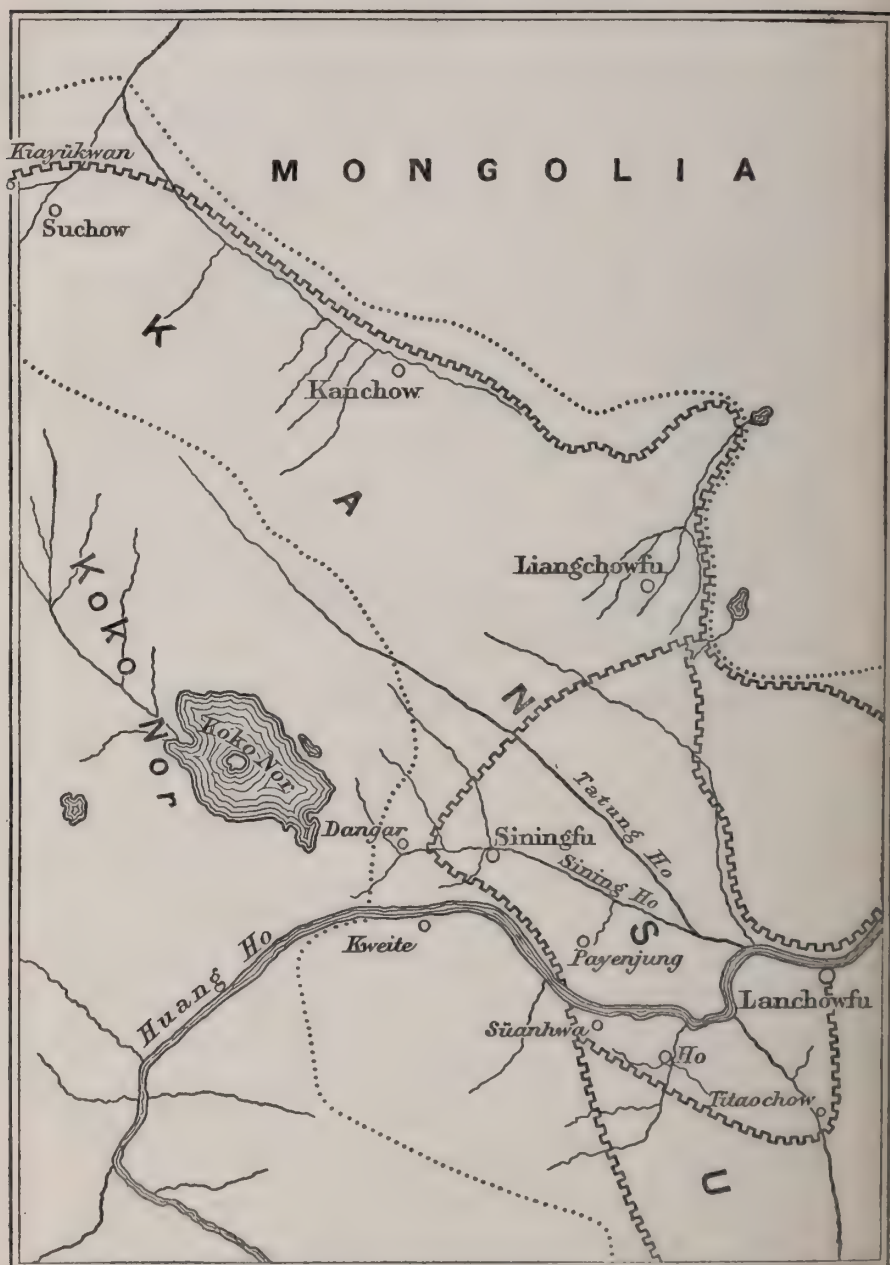 MONGOLIA
Kiayükwan
Suchow
KANSU
Kanchow
Liangchowfu
Koko Nor
Koko Nor
Tatung Ho
Dangar
Siningfu
Sining Ho
Huang Ho
Kweite
Payenjung
Lanchowfu
Süanhwa
Ho
Titaochow